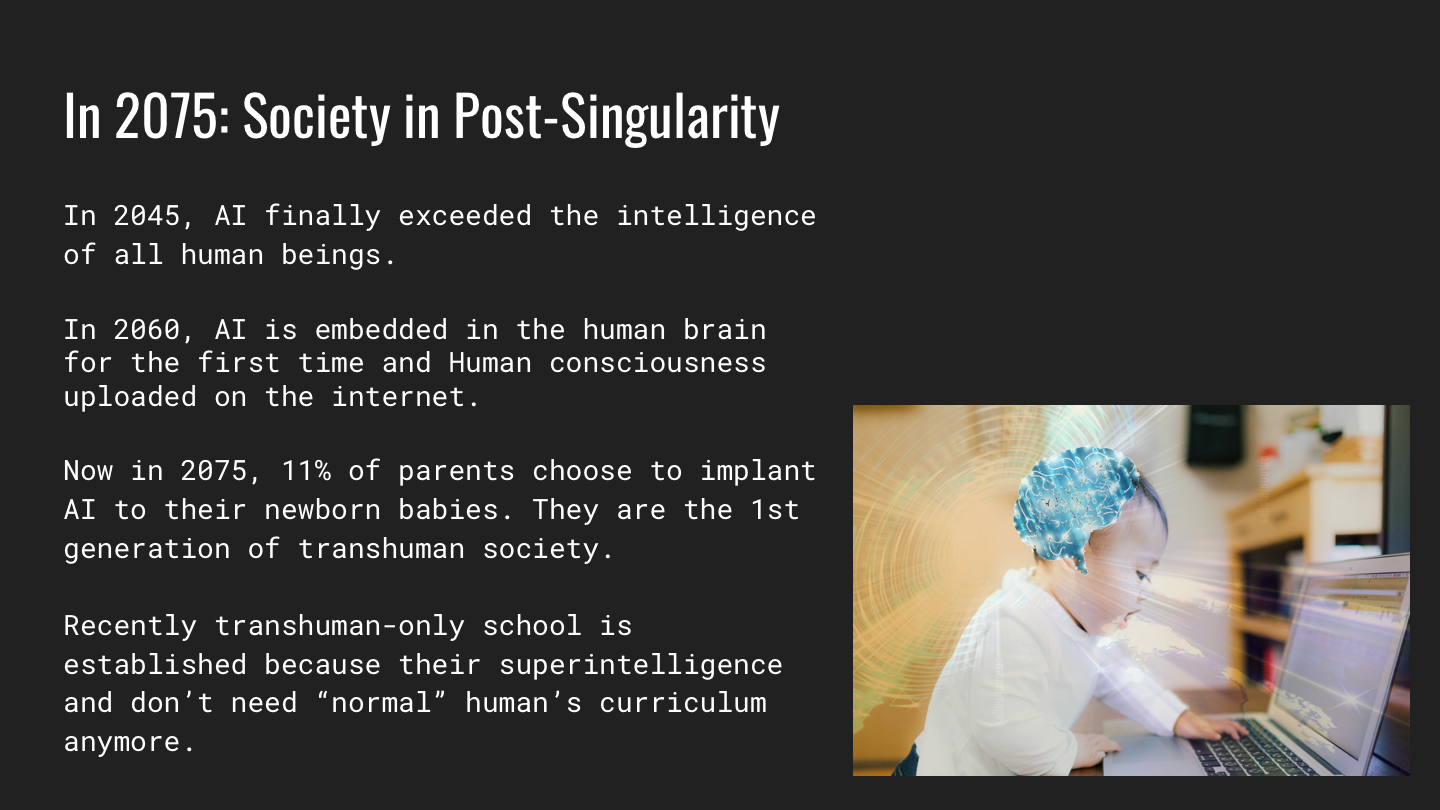 In 2075: Society in Post-Singularity
In 2045, AI finally exceeded the intelligence
of all human beings.
In 2060, AI is embedded in the human brain
for the first time and Human consciousness
uploaded on the internet.
Now in 2075, 11% of parents choose to implant
AI to their newborn babies. They are the 1st
generation of transhuman society.
Recently transhuman-only school is
established because their superintelligence
and don’t need “normal” human’s curriculum
anymore.